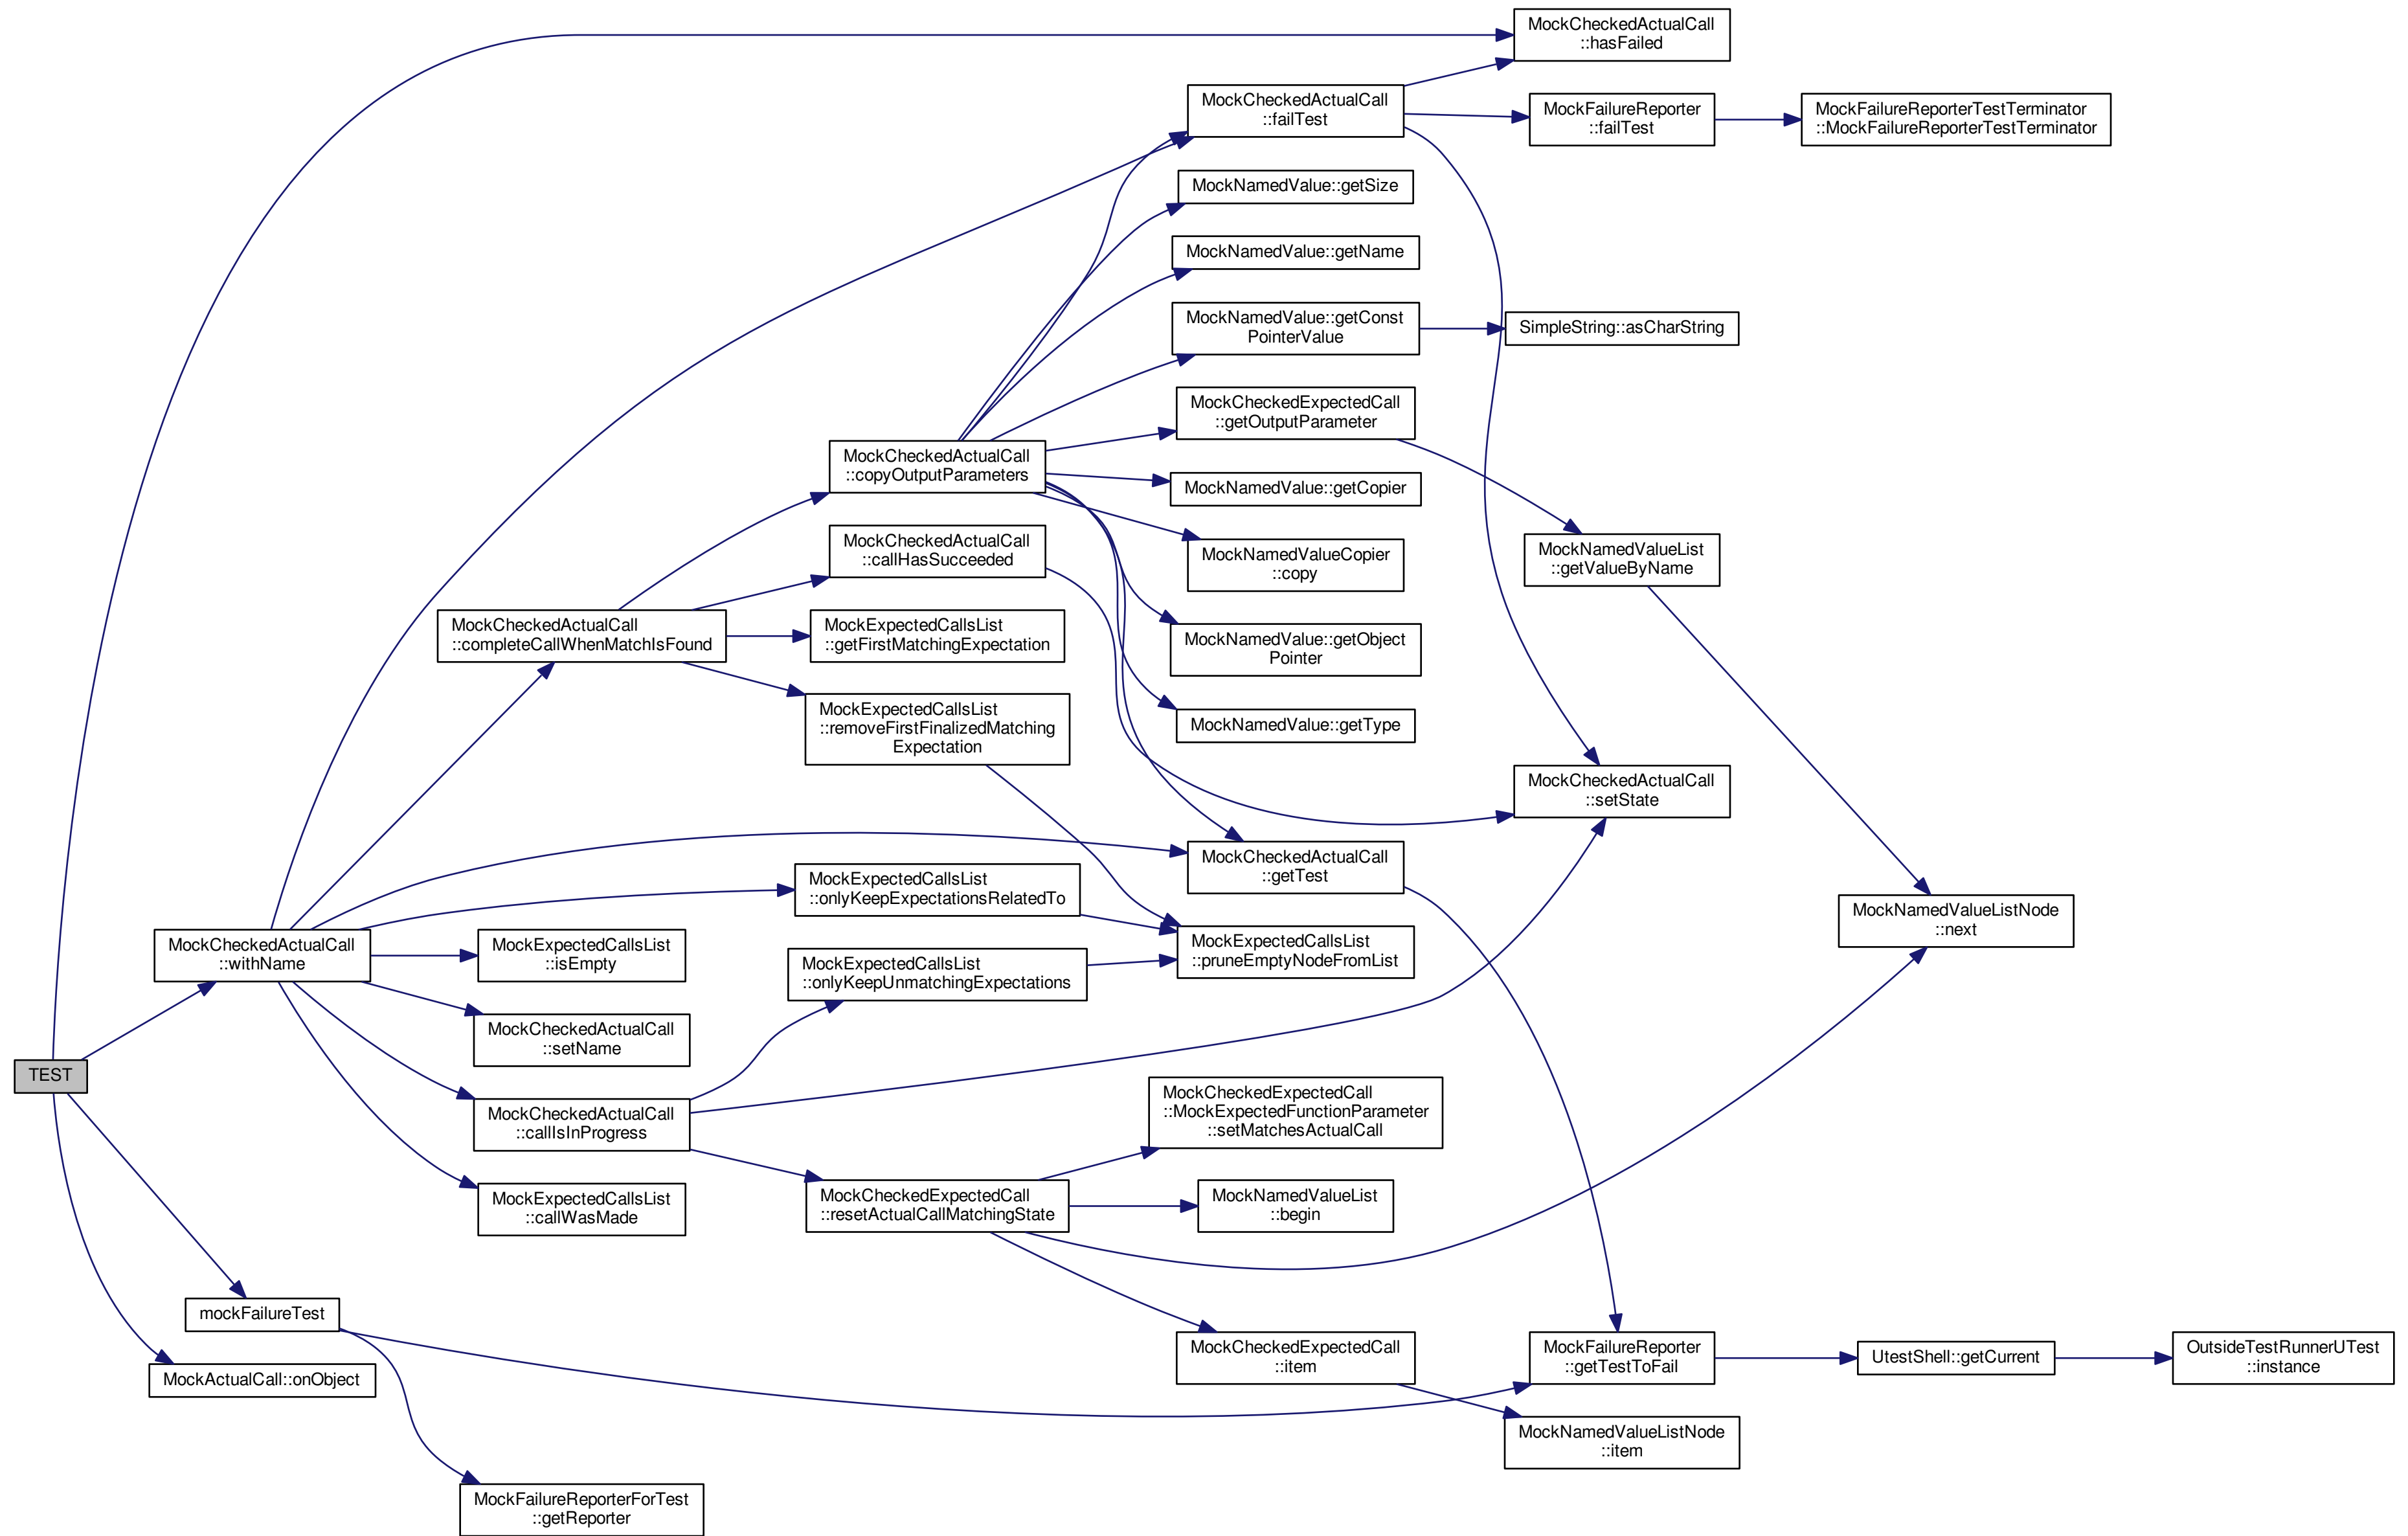 MockCheckedActualCall
::hasFailed
MockCheckedActualCall
::failTest
MockFailureReporter
::failTest
MockFailureReporterTestTerminator
::MockFailureReporterTestTerminator
MockNamedValue::getSize
MockNamedValue::getName
MockNamedValue::getConst
PointerValue
SimpleString::asCharString
MockCheckedExpectedCall
::getOutputParameter
MockCheckedActualCall
::copyOutputParameters
MockNamedValue::getCopier
MockCheckedActualCall
::callHasSucceeded
MockNamedValueCopier
::copy
MockNamedValueList
::getValueByName
MockCheckedActualCall
::completeCallWhenMatchIsFound
MockExpectedCallsList
::getFirstMatchingExpectation
MockNamedValue::getObject
Pointer
MockExpectedCallsList
::removeFirstFinalizedMatching
Expectation
MockNamedValue::getType
MockCheckedActualCall
::setState
MockCheckedActualCall
::getTest
MockExpectedCallsList
::onlyKeepExpectationsRelatedTo
MockNamedValueListNode
::next
MockCheckedActualCall
::withName
MockExpectedCallsList
::isEmpty
MockExpectedCallsList
::pruneEmptyNodeFromList
MockExpectedCallsList
::onlyKeepUnmatchingExpectations
MockCheckedActualCall
::setName
TEST
MockCheckedActualCall
::callIsInProgress
MockCheckedExpectedCall
::MockExpectedFunctionParameter
::setMatchesActualCall
MockExpectedCallsList
::callWasMade
MockCheckedExpectedCall
::resetActualCallMatchingState
MockNamedValueList
::begin
mockFailureTest
MockActualCall::onObject
MockCheckedExpectedCall
::item
MockFailureReporter
::getTestToFail
UtestShell::getCurrent
OutsideTestRunnerUTest
::instance
MockNamedValueListNode
::item
MockFailureReporterForTest
::getReporter